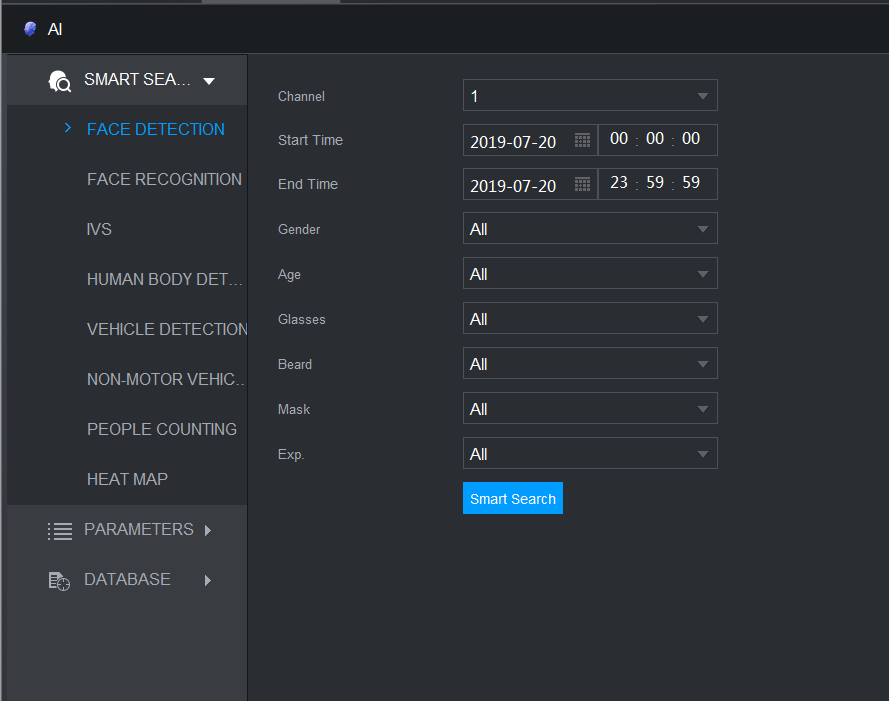 AI
SMART SEA...
FACE DETECTION
FACE RECOGNITION
IVS
HUMAN BODY DET...
VEHICLE DETECTION
NON-MOTOR VEHIC...
PEOPLE COUNTING
HEAT MAP
PARAMETERS
DATABASE
Channel 1
Start Time 2019-07-20 00 : 00 : 00
End Time 2019-07-20 23 : 59 : 59
Gender All
Age All
Glasses All
Beard All
Mask All
Exp. All
Smart Search